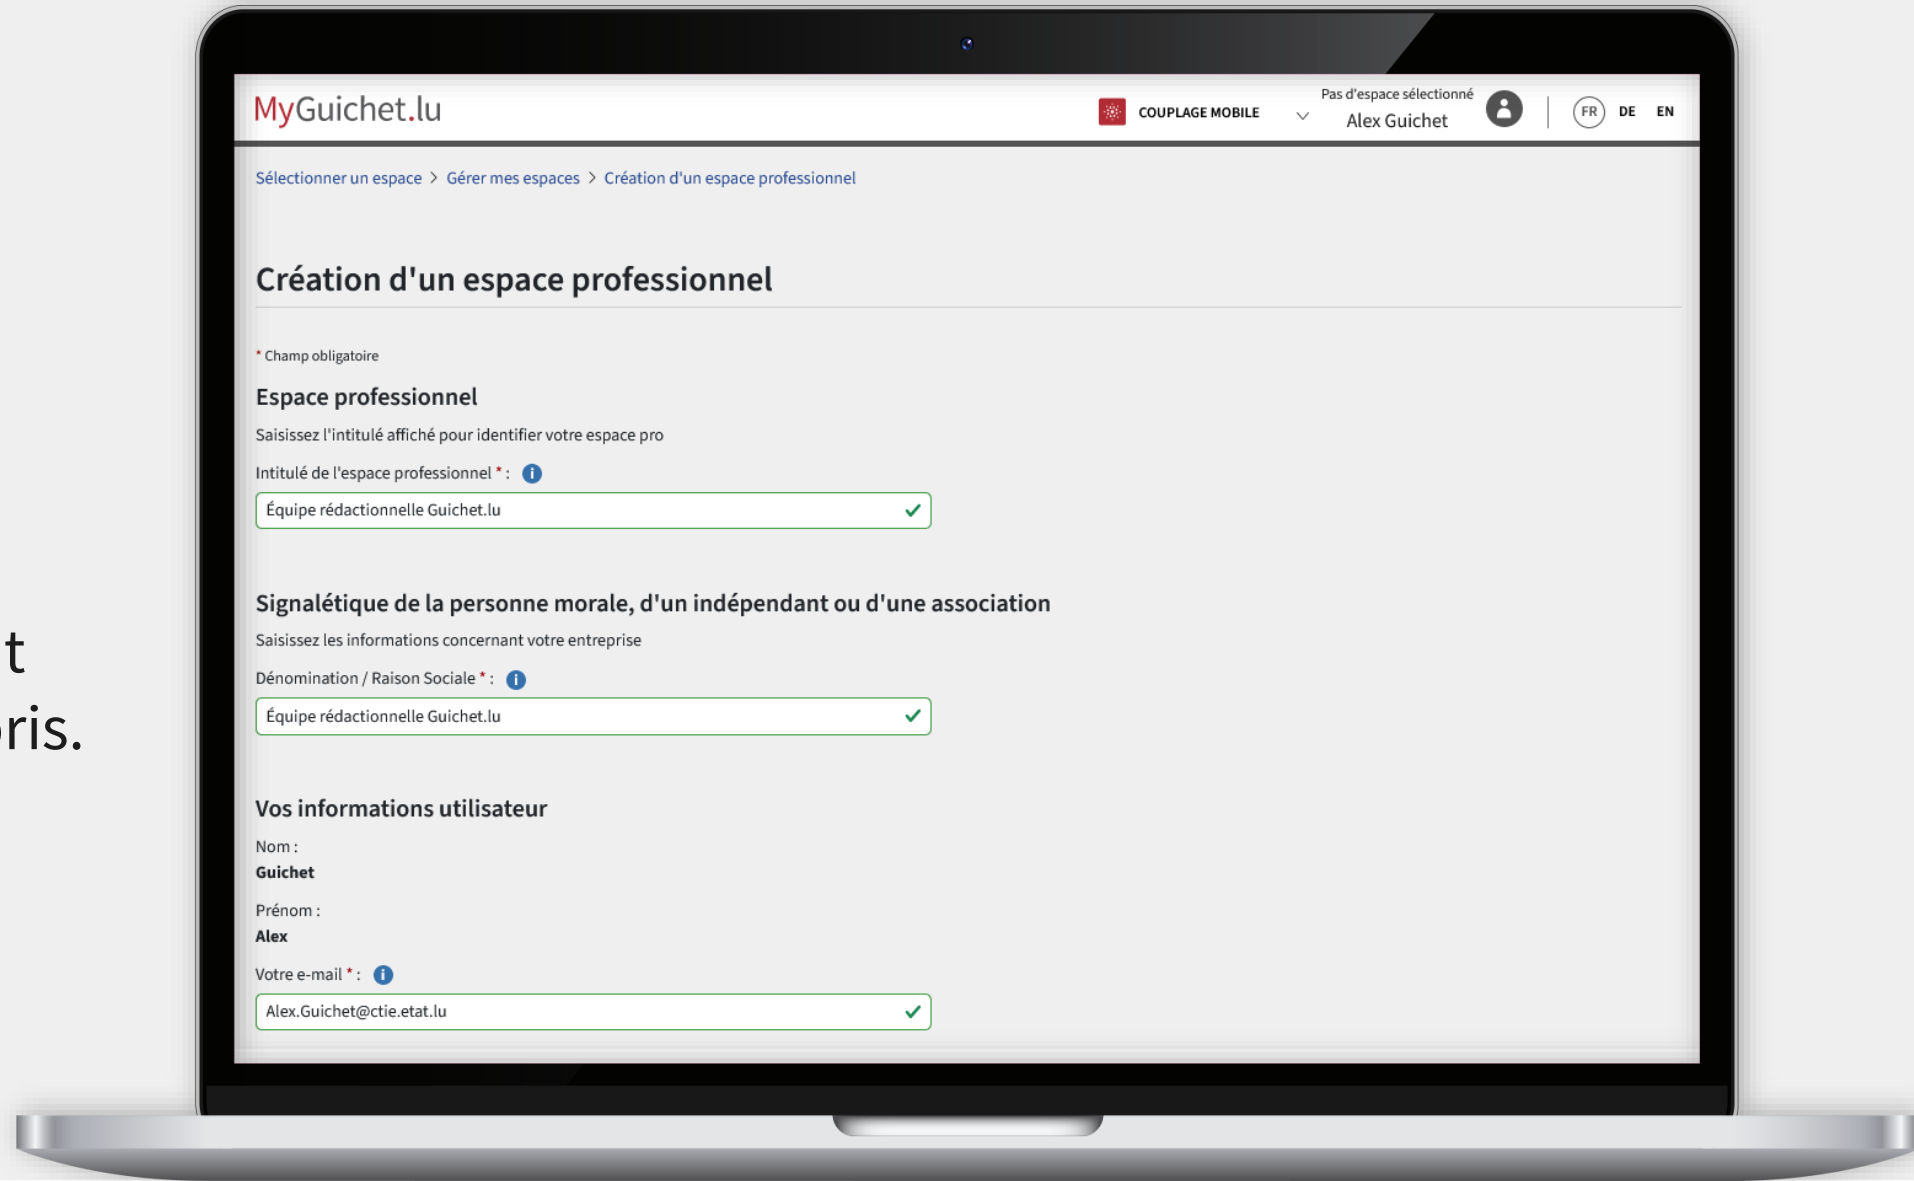 MyGuichet.lu
COUPLAGE MOBILE
Pas d'espace sélectionné
Alex Guichet
FR DE EN
Sélectionner un espace > Gérer mes espaces > Création d'un espace professionnel
Création d'un espace professionnel
* Champ obligatoire
Espace professionnel
Saisissez l'intitulé affiché pour identifier votre espace pro
Intitulé de l'espace professionnel * : i
Équipe rédactionnelle Guichet.lu
Signalétique de la personne morale, d'un indépendant ou d'une association
Saisissez les informations concernant votre entreprise
Dénomination / Raison Sociale * : i
Équipe rédactionnelle Guichet.lu
Vos informations utilisateur
Nom :
Guichet
Prénom :
Alex
Votre e-mail * : i
Alex.Guichet@ctie.etat.lu